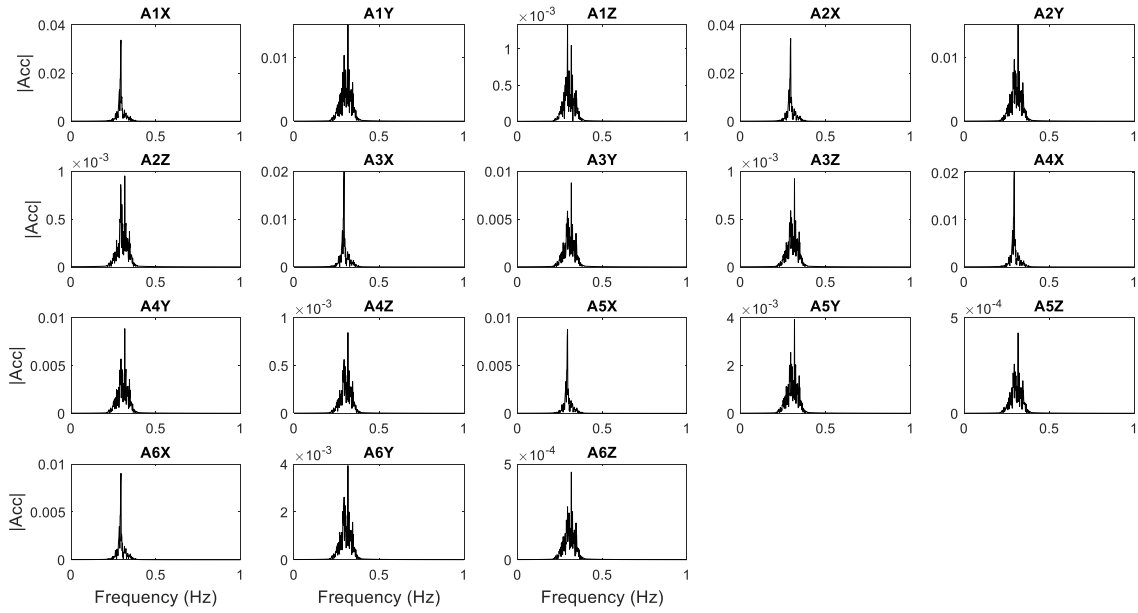 A1X A1Y A1Z A2X A2Y
|Acc| 0.04 0.02 0 0.01 0 ×10⁻³ 1 0.5 0 0.04 0.02 0 0.01 0
0 0.5 1 0 0.5 1 0 0.5 1 0 0.5 1 0 0.5 1
A2Z A3X A3Y A3Z A4X
|Acc| ×10⁻³ 1 0.5 0 0.02 0.01 0 0.01 0.005 0 ×10⁻³ 1 0.5 0 0.02 0.01 0
0 0.5 1 0 0.5 1 0 0.5 1 0 0.5 1 0 0.5 1
A4Y A4Z A5X A5Y A5Z
|Acc| 0.01 0.005 0 ×10⁻³ 1 0.5 0 0.01 0.005 0 ×10⁻³ 4 2 0 ×10⁻⁴ 5 0
0 0.5 1 0 0.5 1 0 0.5 1 0 0.5 1 0 0.5 1
A6X A6Y A6Z
|Acc| 0.01 0.005 0 ×10⁻³ 4 2 0 ×10⁻⁴ 5 0
0 0.5 1 0 0.5 1 0 0.5 1
Frequency (Hz) Frequency (Hz) Frequency (Hz)